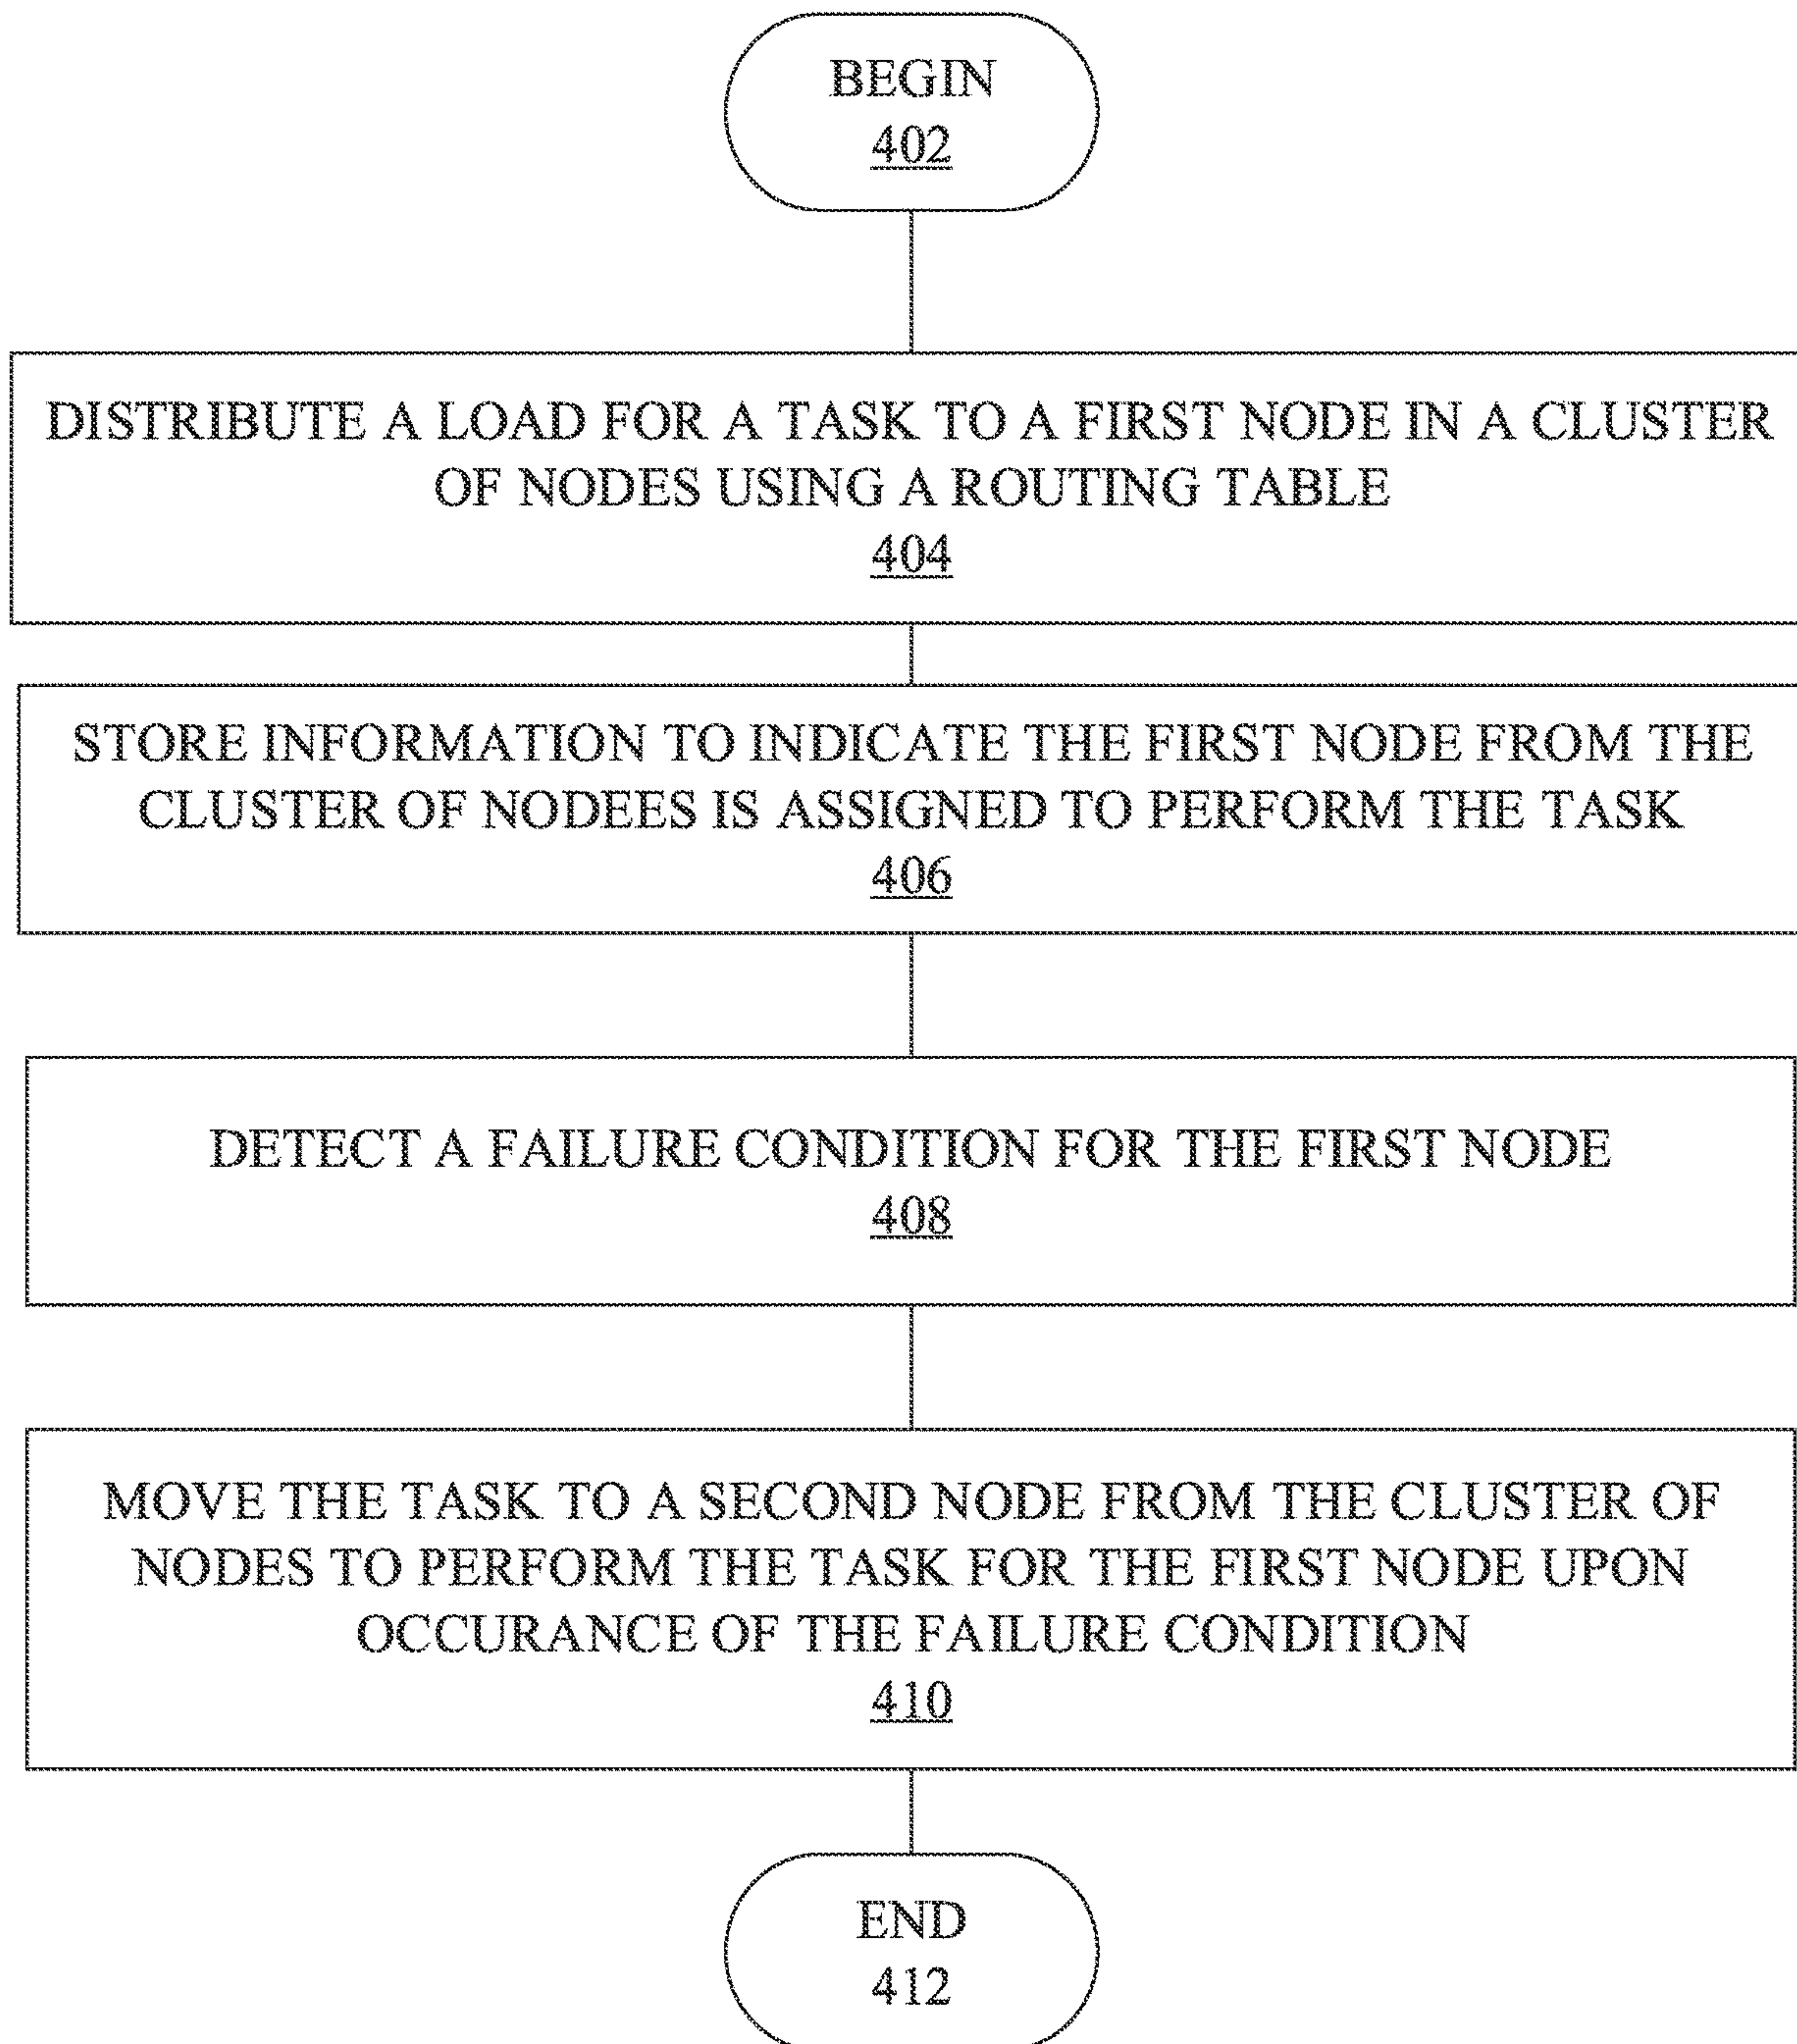 BEGIN
402
DISTRIBUTE A LOAD FOR A TASK TO A FIRST NODE IN A CLUSTER
OF NODES USING A ROUTING TABLE
404
STORE INFORMATION TO INDICATE THE FIRST NODE FROM THE
CLUSTER OF NODEES IS ASSIGNED TO PERFORM THE TASK
406
DETECT A FAILURE CONDITION FOR THE FIRST NODE
408
MOVE THE TASK TO A SECOND NODE FROM THE CLUSTER OF
NODES TO PERFORM THE TASK FOR THE FIRST NODE UPON
OCCURANCE OF THE FAILURE CONDITION
410
END
412